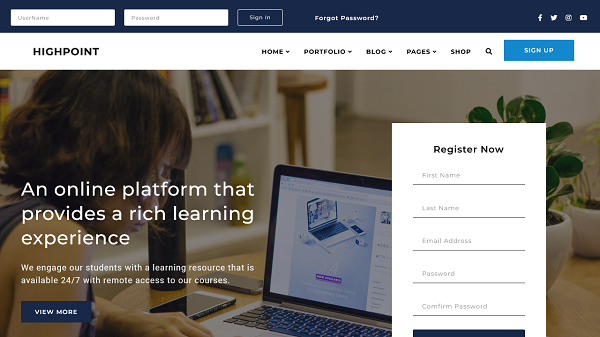 UserName
Password
Sign In
Forgot Password?
HIGHPOINT
HOME
PORTFOLIO
BLOG
PAGES
SHOP
SIGN UP
An online platform that
provides a rich learning
experience
We engage our students with a learning resource that is
available 24/7 with remote access to our courses.
VIEW MORE
Register Now
First Name
Last Name
Email Address
Password
Comfirm Password